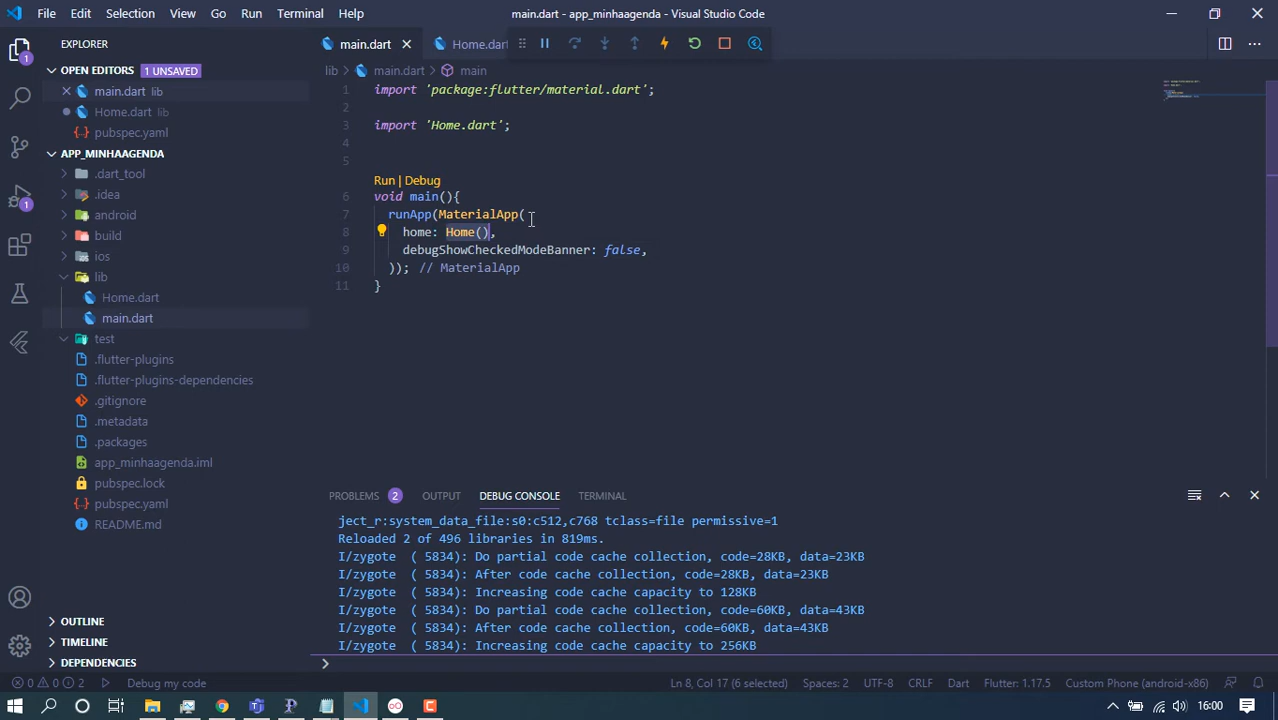 File Edit Selection View Go Run Terminal Help
main.dart - app_minhaagenda - Visual Studio Code
EXPLORER
main.dart
Home.dart
OPEN EDITORS 1 UNSAVED
main.dart lib
Home.dart lib
pubspec.yaml
APP_MINHAAGENDA
.dart_tool
.idea
android
build
ios
lib
Home.dart
main.dart
test
.flutter-plugins
.flutter-plugins-dependencies
.gitignore
.metadata
.packages
app_minhaagenda.iml
pubspec.lock
pubspec.yaml
README.md
OUTLINE
TIMELINE
DEPENDENCIES
1
1
lib > main.dart > main
1 import 'package:flutter/material.dart';
2
3 import 'Home.dart';
4
5
Run | Debug
6 void main(){
7 runApp(MaterialApp(
8 home: Home(),
9 debugShowCheckedModeBanner: false,
10 )); // MaterialApp
11 }
PROBLEMS 2 OUTPUT DEBUG CONSOLE TERMINAL
ject_r:system_data_file:s0:c512,c768 tclass=file permissive=1
Reloaded 2 of 496 libraries in 819ms.
I/zygote ( 5834): Do partial code cache collection, code=28KB, data=23KB
I/zygote ( 5834): After code cache collection, code=28KB, data=23KB
I/zygote ( 5834): Increasing code cache capacity to 128KB
I/zygote ( 5834): Do partial code cache collection, code=60KB, data=43KB
I/zygote ( 5834): After code cache collection, code=60KB, data=43KB
I/zygote ( 5834): Increasing code cache capacity to 256KB
>
0 0 2 Debug my code
Ln 8, Col 17 (6 selected) Spaces: 2 UTF-8 CRLF Dart Flutter: 1.17.5 Custom Phone (android-x86)
16:00